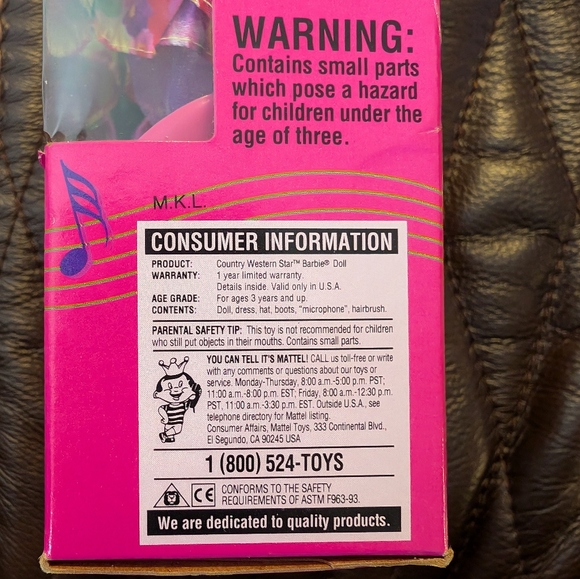 WARNING:
Contains small parts
which pose a hazard
for children under the
age of three.
M.K.L.
CONSUMER INFORMATION
PRODUCT: Country Western Star™ Barbie® Doll
WARRANTY: 1 year limited warranty.
Details inside. Valid only in U.S.A.
AGE GRADE: For ages 3 years and up.
CONTENTS: Doll, dress, hat, boots, "microphone", hairbrush.
PARENTAL SAFETY TIP: This toy is not recommended for children
who still put objects in their mouths. Contains small parts.
YOU CAN TELL IT'S MATTEL! CALL us toll-free or write
with any comments or questions about our toys or
service. Monday-Thursday, 8:00 a.m.-5:00 p.m. PST;
11:00 a.m.-8:00 p.m. EST; Friday, 8:00 a.m.-12:30 p.m.
PST, 11:00 a.m.-3:30 p.m. EST. Outside U.S.A., see
telephone directory for Mattel listing.
Consumer Affairs, Mattel Toys, 333 Continental Blvd.,
El Segundo, CA 90245 USA
1 (800) 524-TOYS
CE CONFORMS TO THE SAFETY
REQUIREMENTS OF ASTM F963-93.
We are dedicated to quality products.